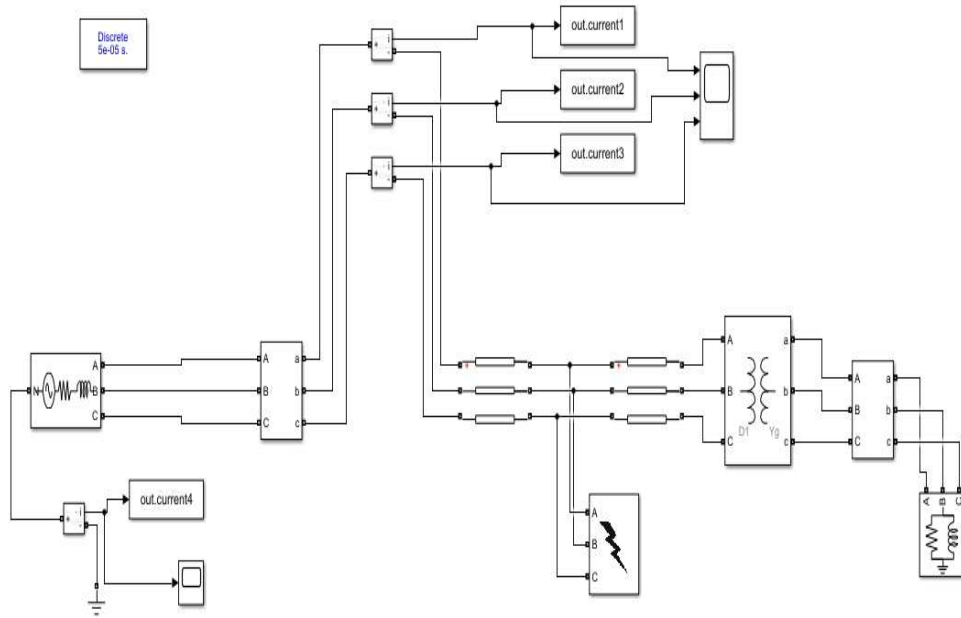 Discrete
5e-05 s.
out.current1
out.current2
out.current3
+
i
-
+
i
-
+
i
-
N
A
B
C
A
B
C
a
b
c
A
B
C
D1
Yg
a
b
c
A
B
C
a
b
c
A
B
C
A
B
C
+
i
-
out.current4